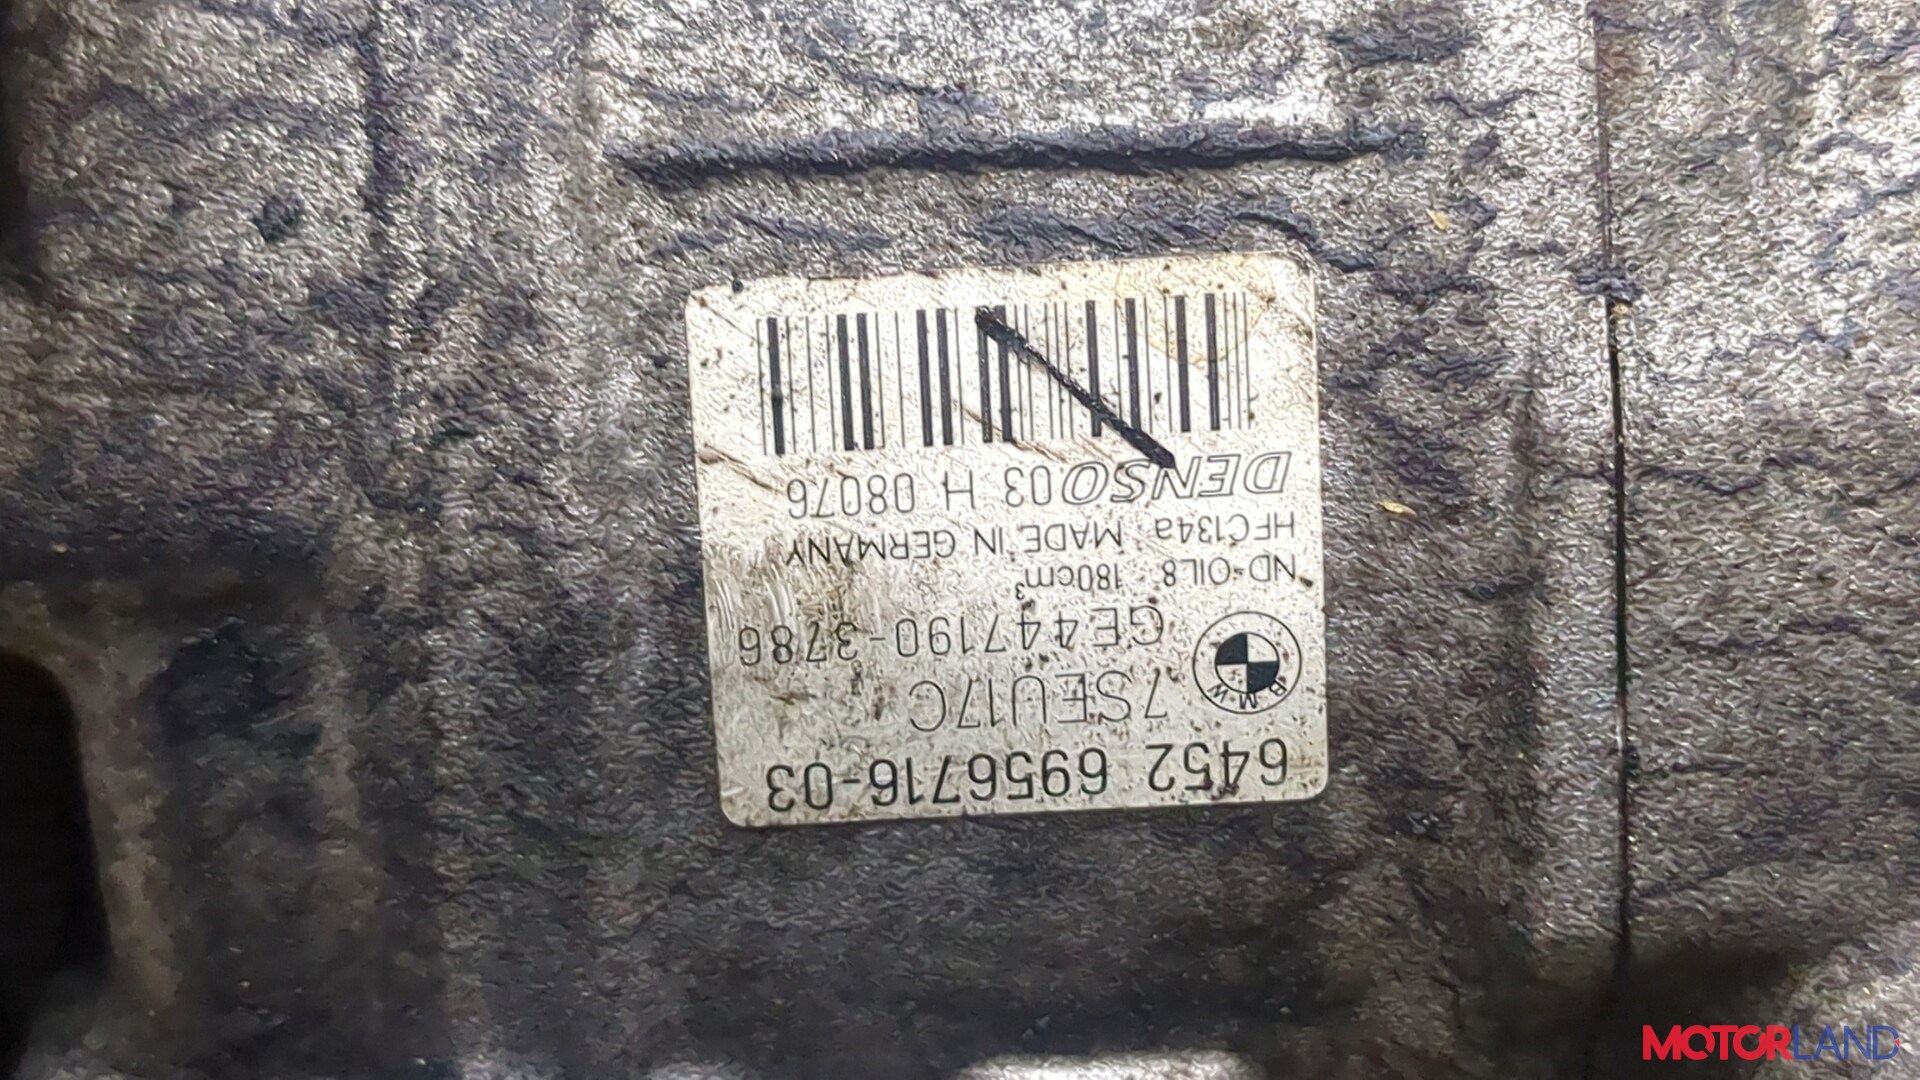 6452 6956716-03
7SEU17C
BMW
GE447190-3786
ND-OIL8 180cm³
HFC134a MADE IN GERMANY
DENSO 03 H 08076
MOTORLAND